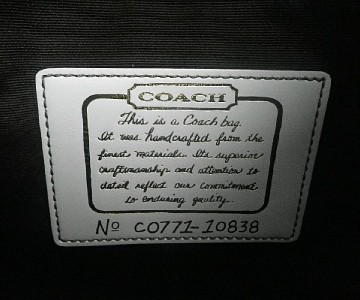 COACH
This is a Coach bag.
It was handcrafted from the
finest materials. Its superior
craftsmanship and attention to
detail reflect our commitment
to enduring quality.
Nº CO771-10838